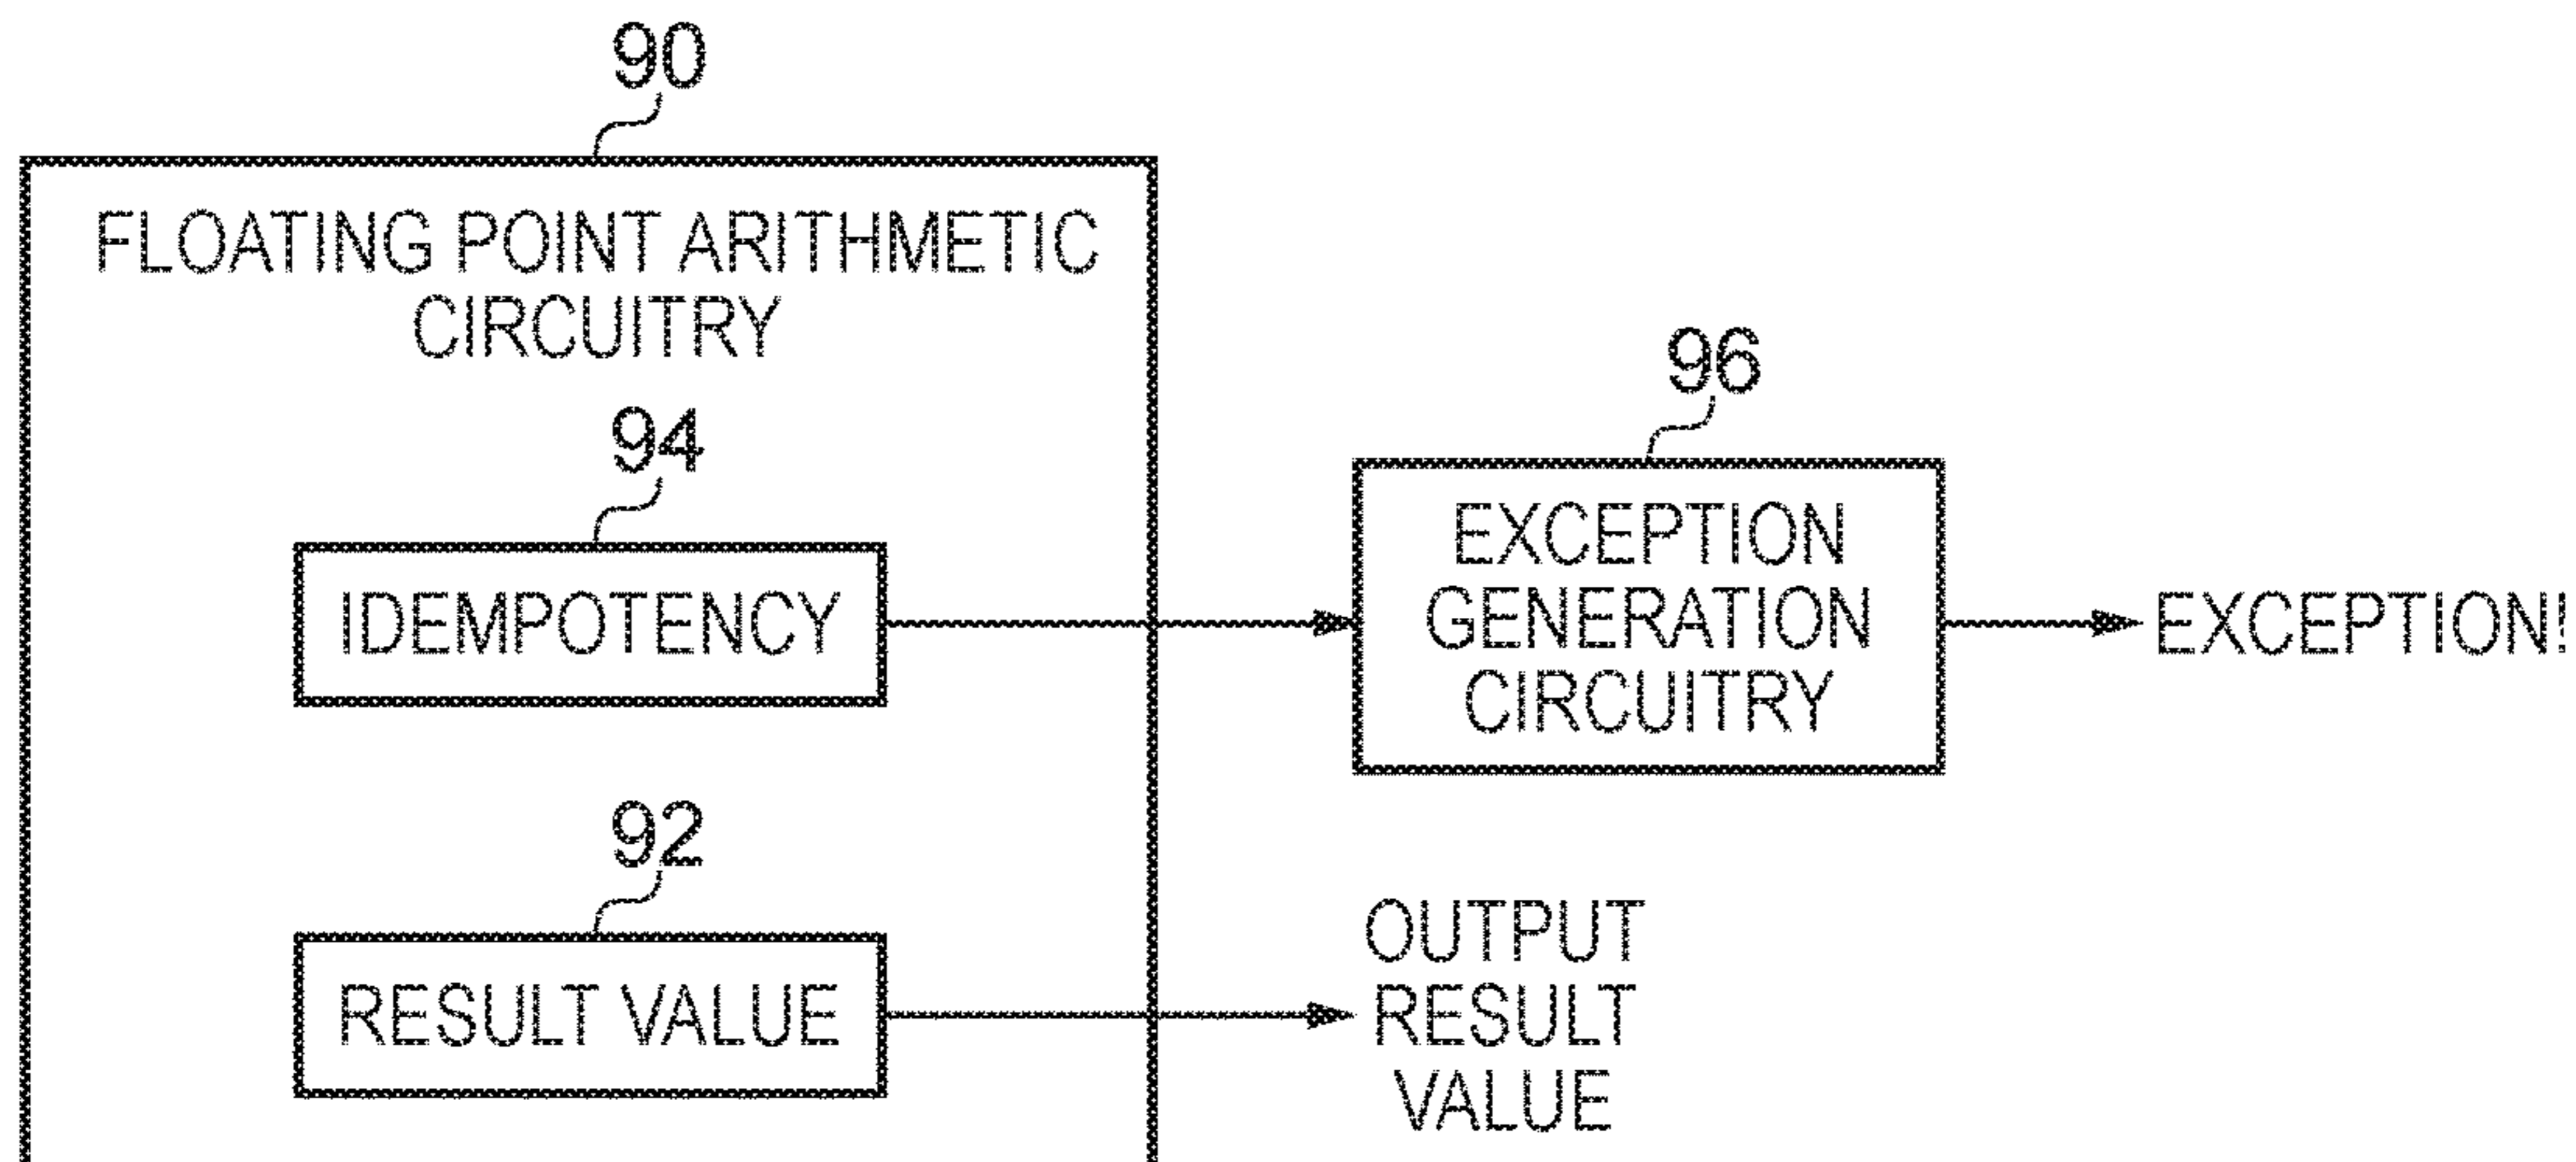 90
FLOATING POINT ARITHMETIC
CIRCUITRY
94
IDEMPOTENCY
96
EXCEPTION
GENERATION
CIRCUITRY
EXCEPTION!
92
RESULT VALUE
OUTPUT
RESULT
VALUE